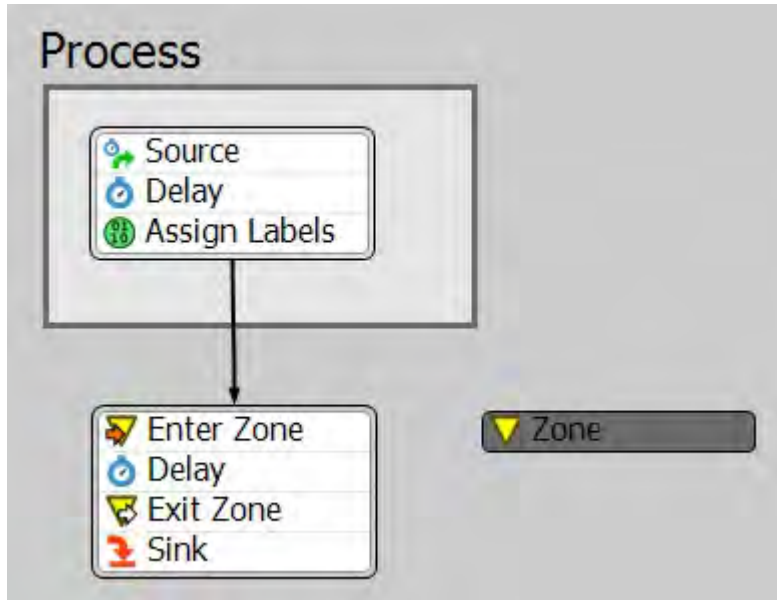 Process
Source
Delay
Assign Labels
Enter Zone
Zone
Delay
Exit Zone
Sink